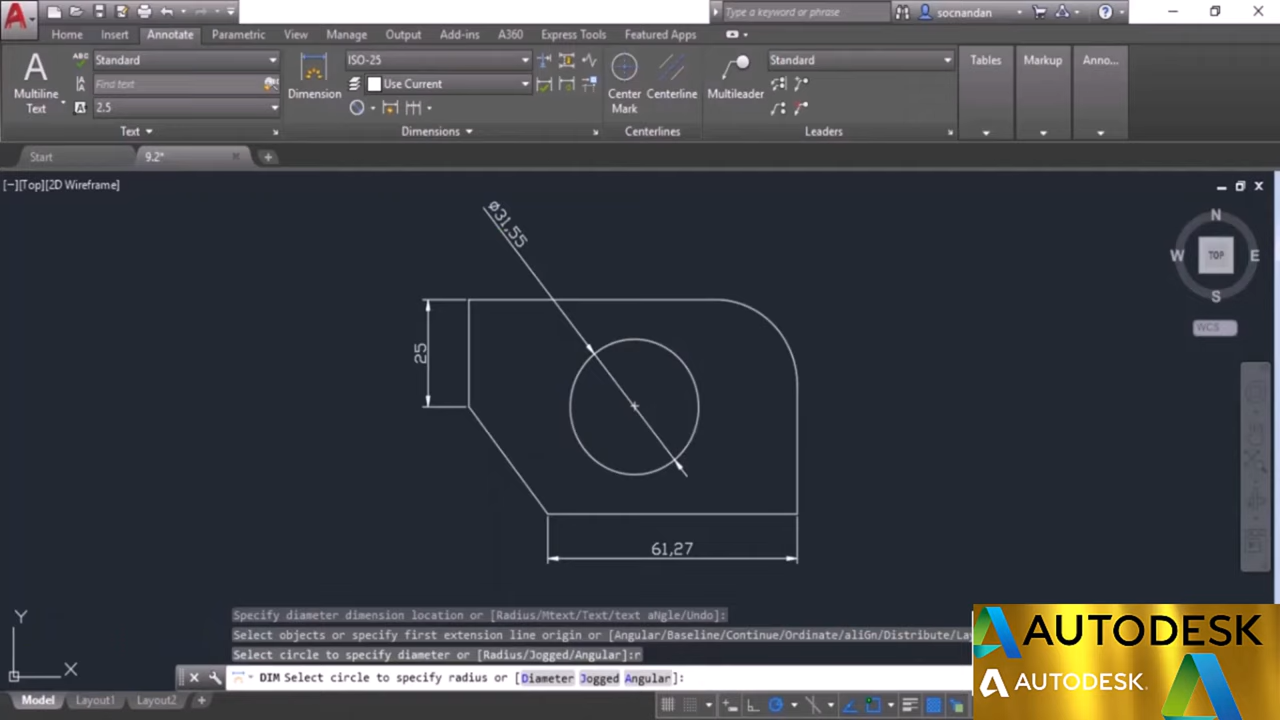 Type a keyword or phrase
socnandan
Home Insert Annotate Parametric View Manage Output Add-ins A360 Express Tools Featured Apps
Multiline
Text
Standard
Find text
2.5
Text
Dimension
ISO-25
Use Current
Dimensions
Center
Mark
Centerline
Centerlines
Multileader
Standard
Leaders
Tables
Markup
Anno...
Start
9.2*
[−][Top][2D Wireframe]
N
W TOP E
S
WCS
ø31,55
25
61,27
Y
X
Specify diameter dimension location or [Radius/Mtext/Text/text aNgle/Undo]:
Select objects or specify first extension line origin or [Angular/Baseline/Continue/Ordinate/aliGn/Distribute/La
Select circle to specify diameter or [Radius/Jogged/Angular]:r
DIM Select circle to specify radius or [Diameter Jogged Angular]:
Model Layout1 Layout2
AUTODESK
AUTODESK.